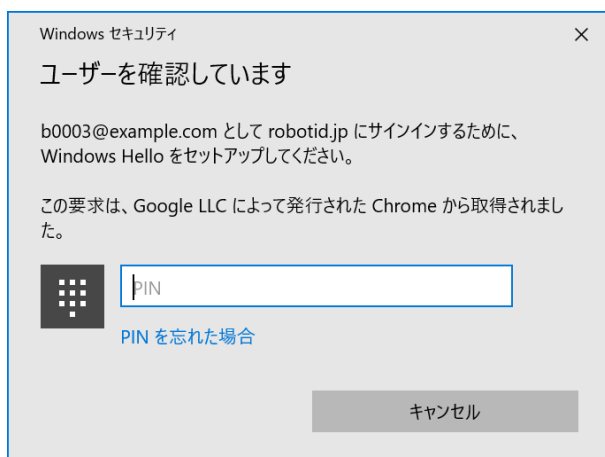 Windows セキュリティ
ユーザーを確認しています
b0003@example.com として robotid.jp にサインインするために、
Windows Hello をセットアップしてください。
この要求は、Google LLC によって発行された Chrome から取得されまし
た。
PIN
PIN を忘れた場合
キャンセル